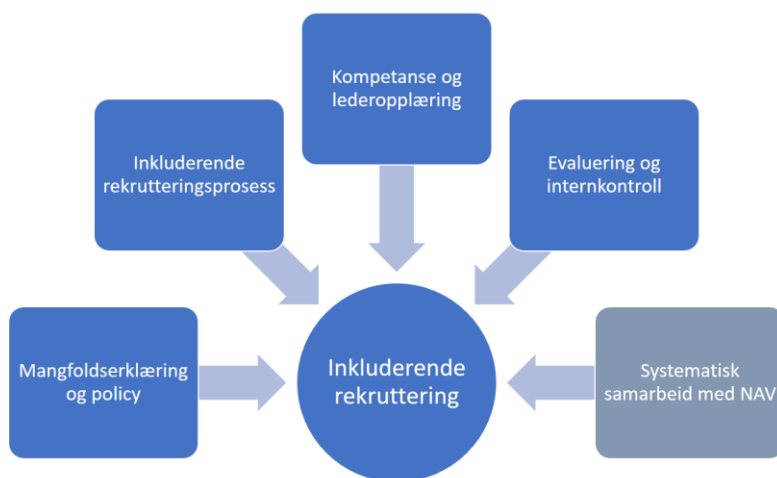 Kompetanse og
lederopplæring
Inkluderende
rekrutteringsprosess
Evaluering og
internkontroll
Mangfoldserklæring
og policy
Inkluderende
rekruttering
Systematisk
samarbeid med NAV